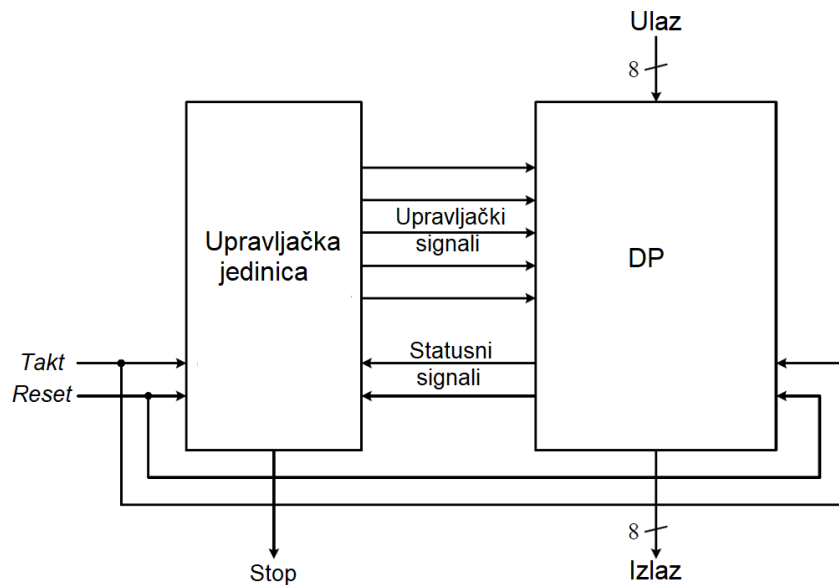 Ulaz
8
Upravljački
signali
Upravljačka
jedinica
DP
Takt
Statusni
signali
Reset
8
Stop
Izlaz